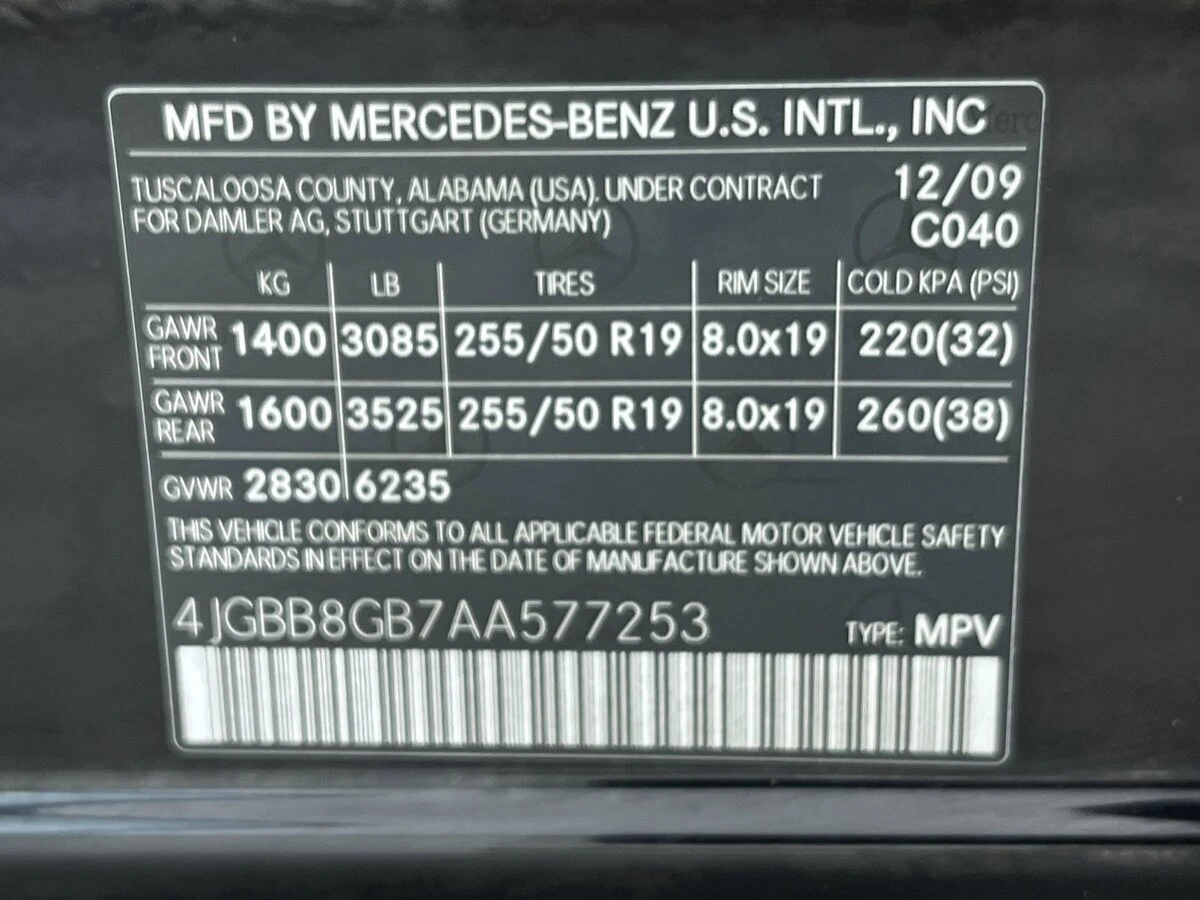 MFD BY MERCEDES-BENZ U.S. INTL., INC
TUSCALOOSA COUNTY, ALABAMA (USA). UNDER CONTRACT 12/09
FOR DAIMLER AG, STUTTGART (GERMANY) C040
KG LB TIRES RIM SIZE COLD KPA (PSI)
GAWR FRONT 1400 3085 255/50 R19 8.0x19 220(32)
GAWR REAR 1600 3525 255/50 R19 8.0x19 260(38)
GVWR 2830 6235
THIS VEHICLE CONFORMS TO ALL APPLICABLE FEDERAL MOTOR VEHICLE SAFETY
STANDARDS IN EFFECT ON THE DATE OF MANUFACTURE SHOWN ABOVE.
4JGBB8GB7AA577253 TYPE: MPV